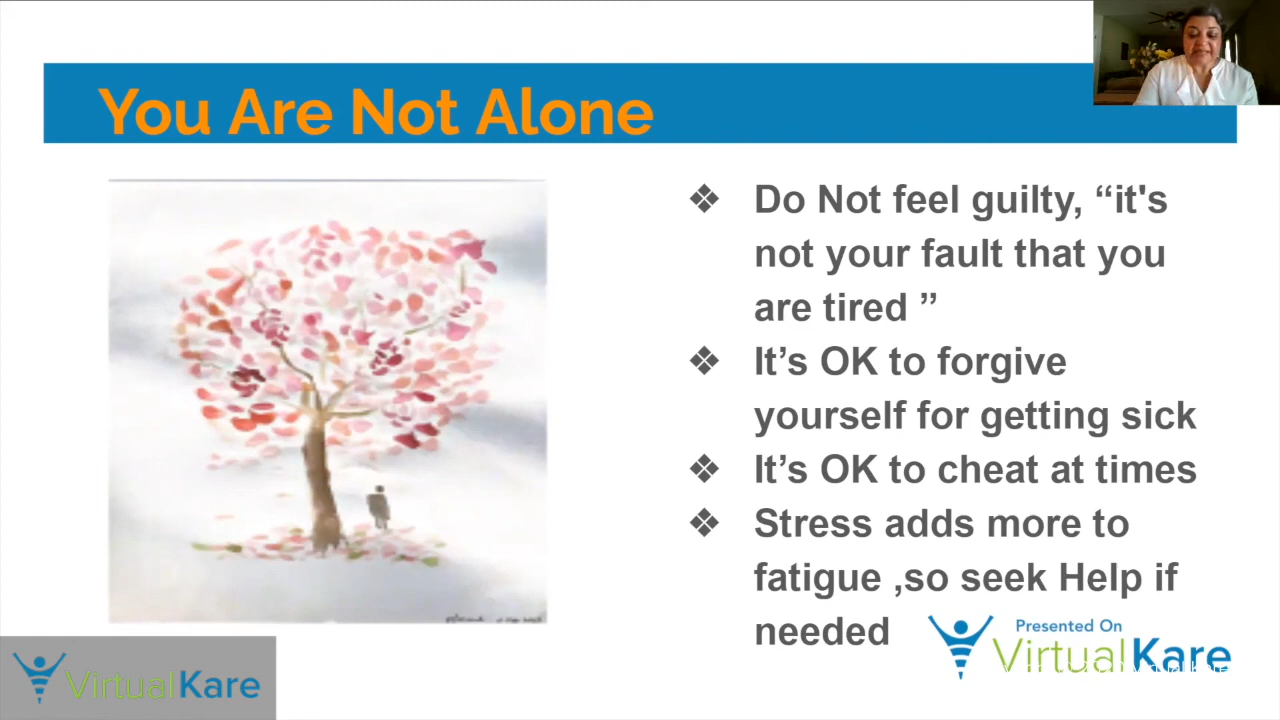 You Are Not Alone
❖ Do Not feel guilty, “it's
not your fault that you
are tired ”
❖ It’s OK to forgive
yourself for getting sick
❖ It’s OK to cheat at times
❖ Stress adds more to
fatigue ,so seek Help if
needed
Presented On
VirtualKare
VirtualKare